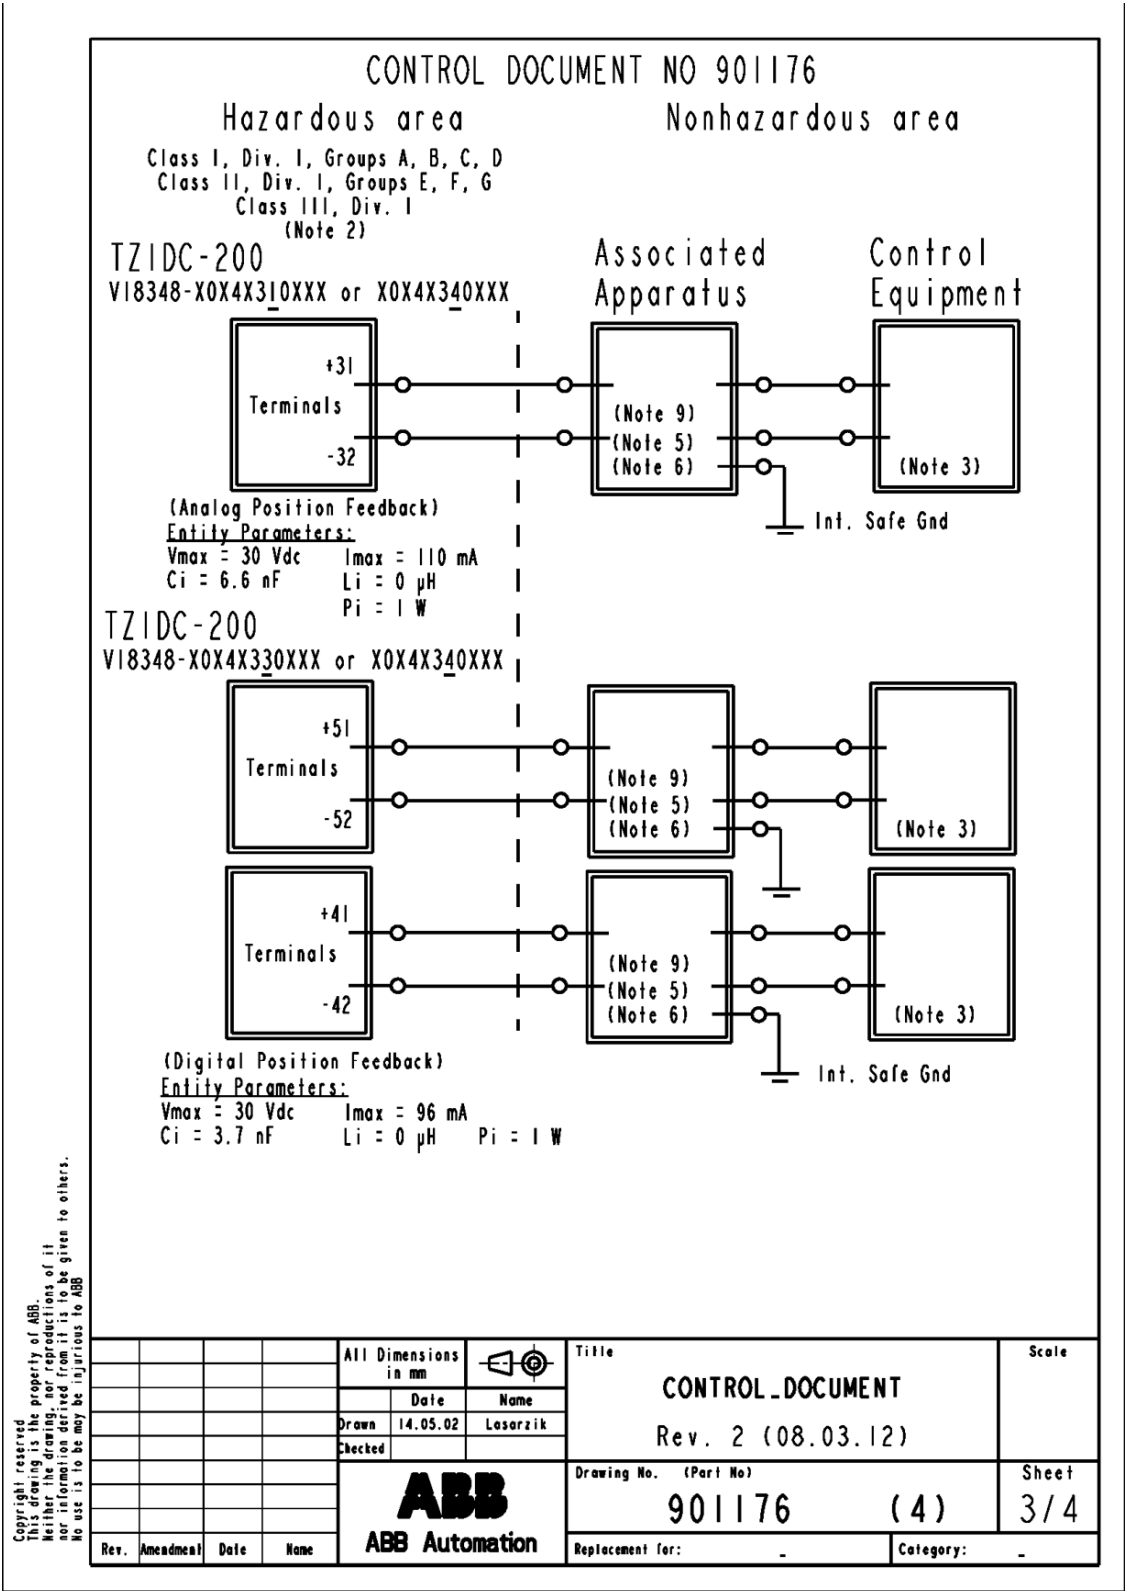 CONTROL DOCUMENT NO 901176
Hazardous area
Nonhazardous area
Class I, Div. I, Groups A, B, C, D
Class II, Div. I, Groups E, F, G
Class III, Div. I
(Note 2)
TZIDC-200
V18348-X0X4X310XXX or X0X4X340XXX
Associated
Apparatus
Control
Equipment
+31
Terminals
-32
(Note 9)
(Note 5)
(Note 6)
(Note 3)
Int. Safe Gnd
(Analog Position Feedback)
Entity Parameters:
Vmax = 30 Vdc Imax = 110 mA
Ci = 6.6 nF Li = 0 µH
Pi = 1 W
TZIDC-200
V18348-X0X4X330XXX or X0X4X340XXX
+51
Terminals
-52
(Note 9)
(Note 5)
(Note 6)
(Note 3)
+41
Terminals
-42
(Note 9)
(Note 5)
(Note 6)
(Note 3)
Int. Safe Gnd
(Digital Position Feedback)
Entity Parameters:
Vmax = 30 Vdc Imax = 96 mA
Ci = 3.7 nF Li = 0 µH Pi = 1 W
Copyright reserved
This drawing is the property of ABB.
Neither the drawing, nor reproductions of it
nor information derived from it is to be given to others.
No use is to be may be injurious to ABB
All Dimensions
in mm
Date Name
Drawn 14.05.02 Lasarzik
Checked
Title
CONTROL_DOCUMENT
Rev. 2 (08.03.12)
Scale
Drawing No. (Part No)
901176 (4)
Sheet
3/4
ABB
ABB Automation
Rev. Amendment Date Name
Replacement for: -
Category: -